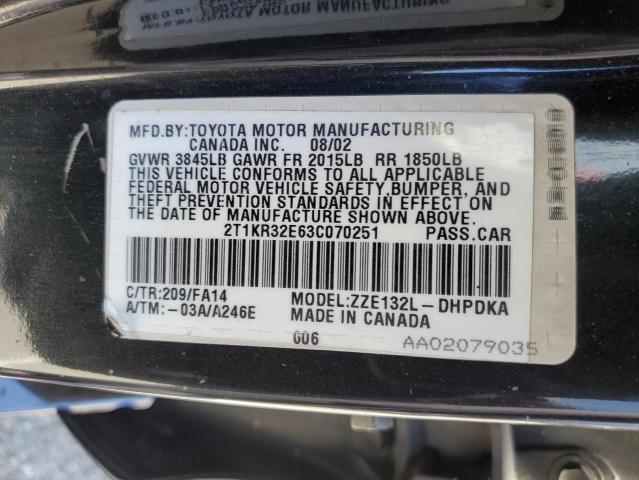 MFD.BY:TOYOTA MOTOR MANUFACTURING
CANADA INC. 08/02
GVWR 3845LB GAWR FR 2015LB RR 1850LB
THIS VEHICLE CONFORMS TO ALL APPLICABLE
FEDERAL MOTOR VEHICLE SAFETY,BUMPER, AND
THEFT PREVENTION STANDARDS IN EFFECT ON
THE DATE OF MANUFACTURE SHOWN ABOVE.
2T1KR32E63C070251 PASS.CAR
C/TR:209/FA14 MODEL:ZZE132L-DHPDKA
A/TM:-03A/A246E MADE IN CANADA
006 AA02079035